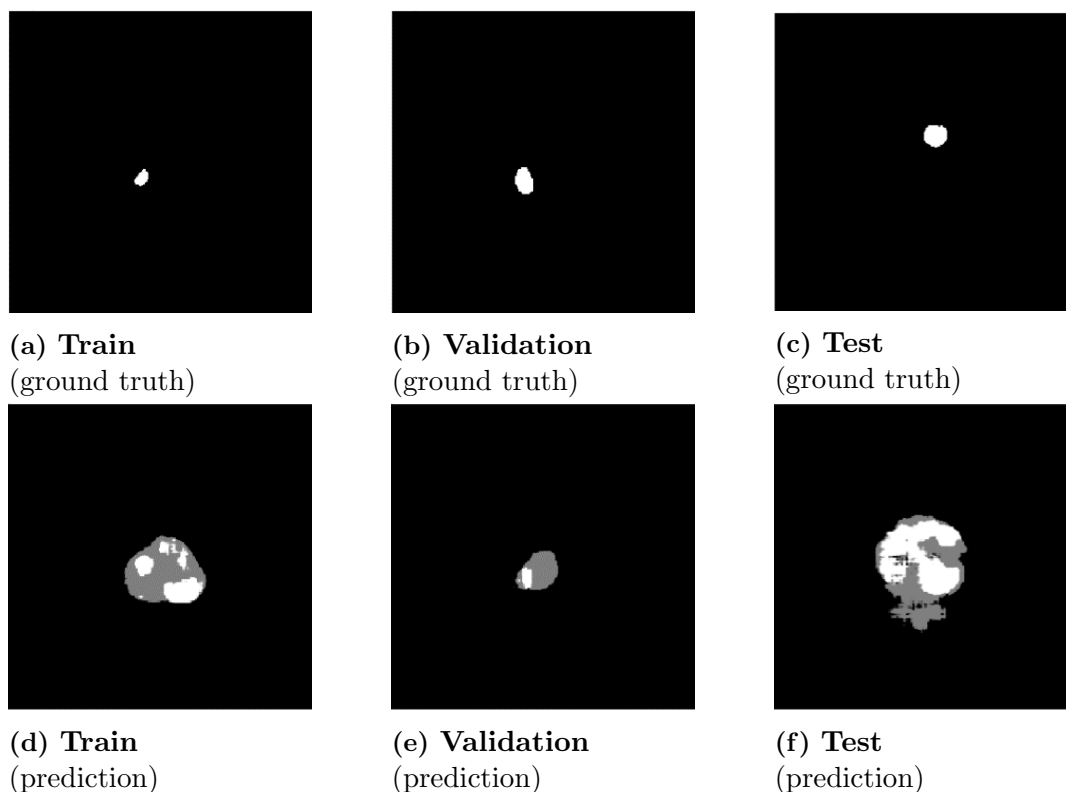 (a) Train
(ground truth)
(b) Validation
(ground truth)
(c) Test
(ground truth)
(d) Train
(prediction)
(e) Validation
(prediction)
(f) Test
(prediction)